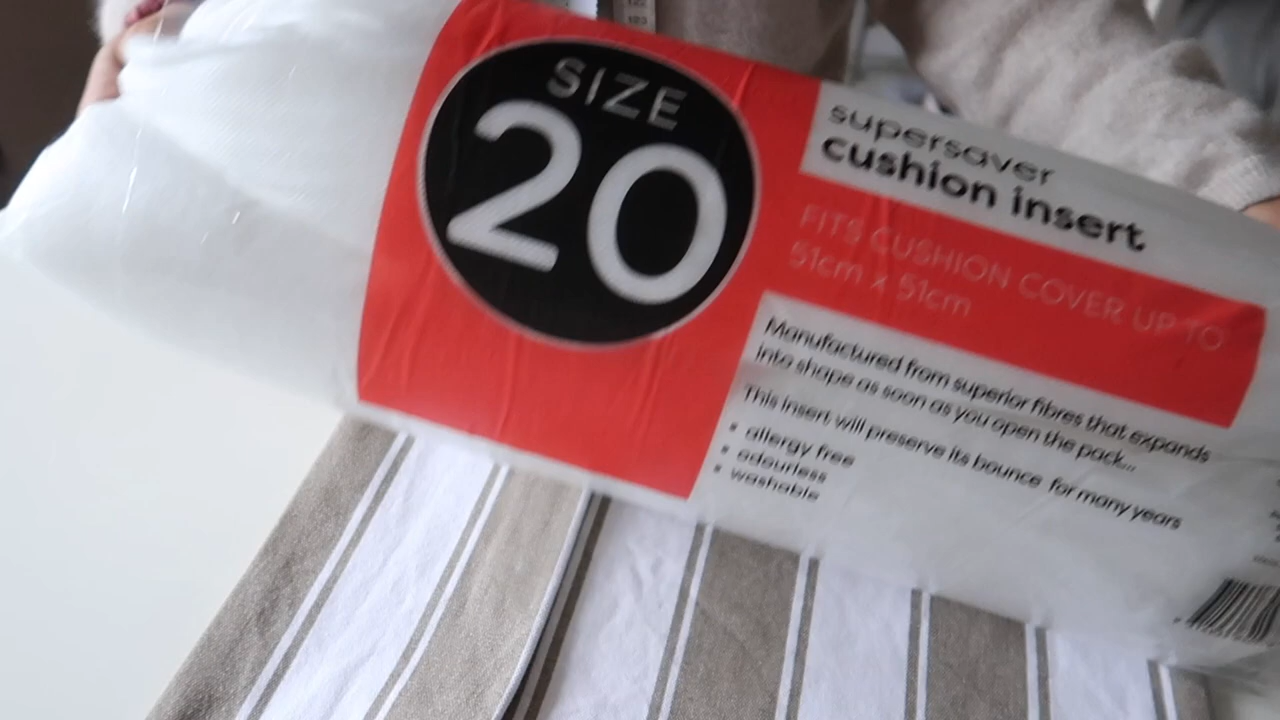 SIZE
20
supersaver
cushion insert
FITS CUSHION COVER UP TO
51cm x 51cm
Manufactured from superior fibres that expands
into shape as soon as you open the pack...
This insert will preserve its bounce for many years
• allergy free
• odourless
• washable
122
123